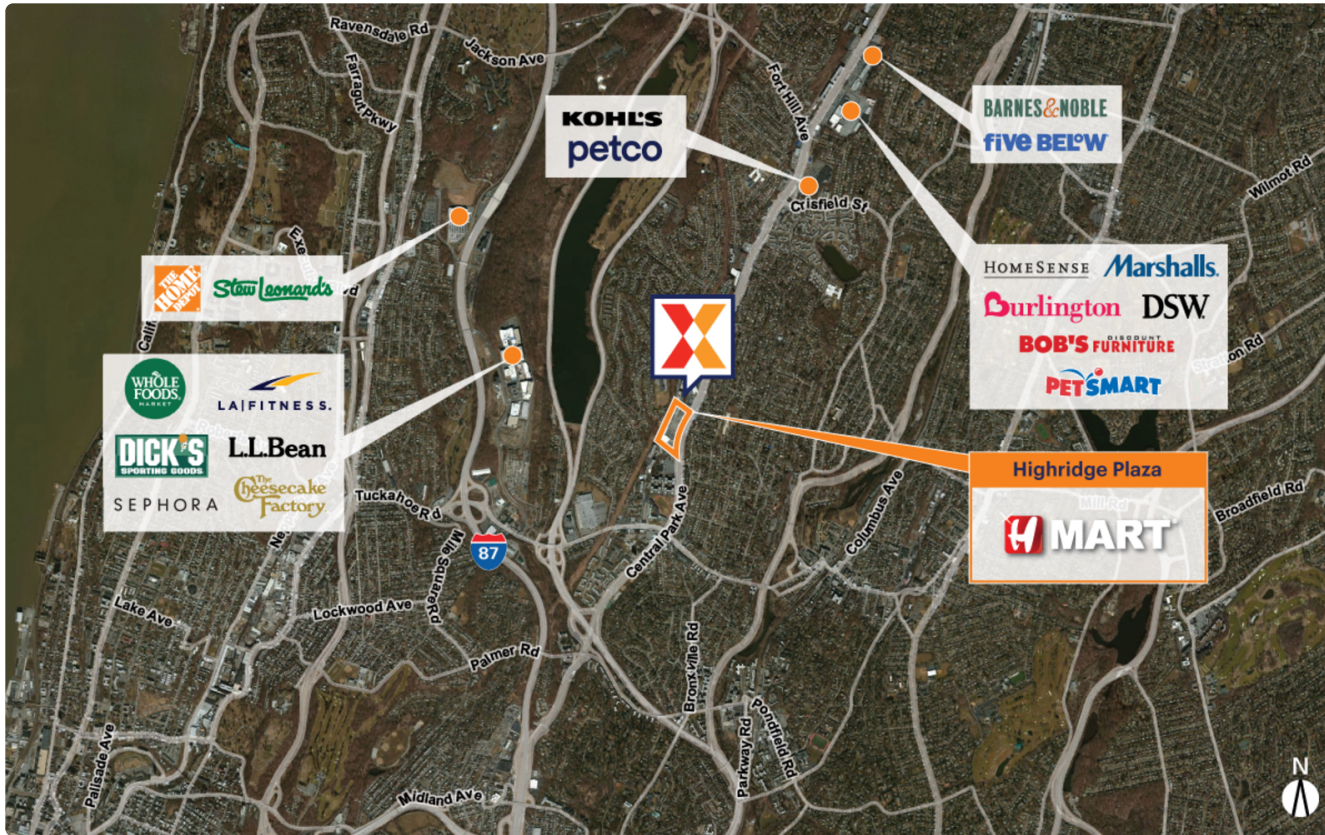 Ravensdale Rd
Jackson Ave
Farragut Pkwy
Fort Hill Ave
KOHL'S
petco
BARNES&NOBLE
five BELOW
Wilmot Rd
Crisfield St
THE HOME DEPOT
Stew Leonard's
HOMESENSE
Marshalls.
Burlington
DSW
BOB'S DISCOUNT FURNITURE
PETSMART
WHOLE FOODS MARKET
LA|FITNESS.
DICK'S SPORTING GOODS
L.L.Bean
SEPHORA
The Cheesecake Factory
Tuckahoe Rd
Mile Square Rd
87
Central Park Ave
Columbus Ave
Highridge Plaza
H MART
Mill Rd
Broadfield Rd
Lake Ave
Lockwood Ave
Palmer Rd
Bronxville Rd
Pondfield Rd
Parkway Rd
Palisade Ave
Midland Ave
N